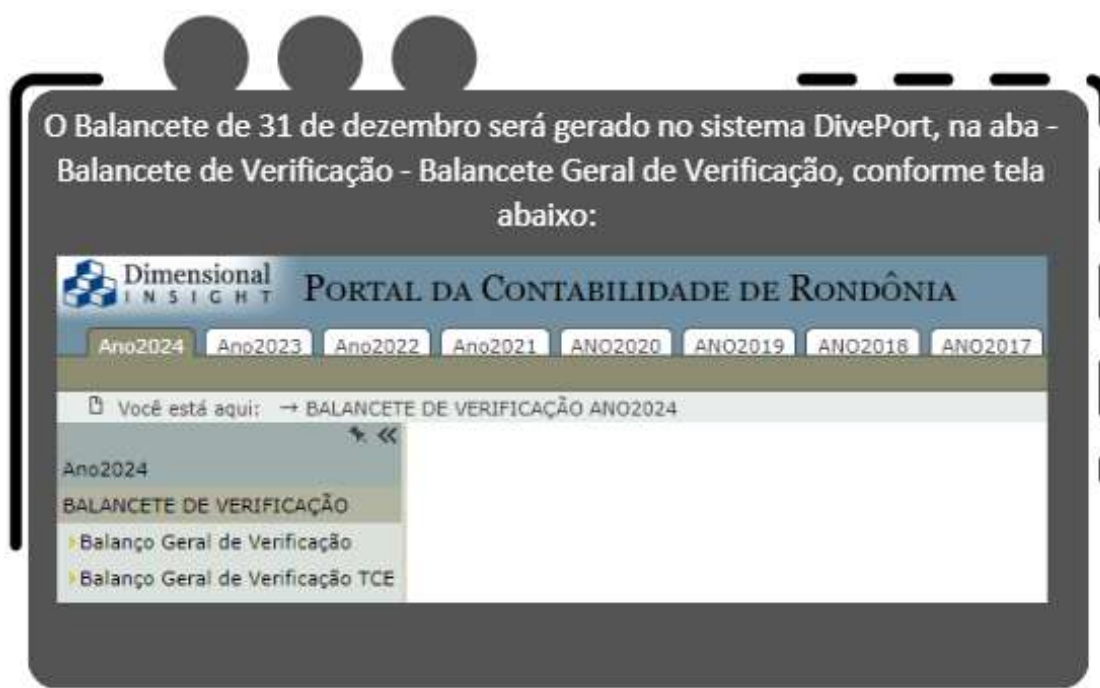 O Balancete de 31 de dezembro será gerado no sistema DivePort, na aba -
Balancete de Verificação - Balancete Geral de Verificação, conforme tela
abaixo:
Dimensional
INSIGHT
PORTAL DA CONTABILIDADE DE RONDÔNIA
Ano2024 Ano2023 Ano2022 Ano2021 ANO2020 ANO2019 ANO2018 ANO2017
Você está aqui: → BALANCETE DE VERIFICAÇÃO ANO2024
Ano2024
BALANCETE DE VERIFICAÇÃO
Balanço Geral de Verificação
Balanço Geral de Verificação TCE